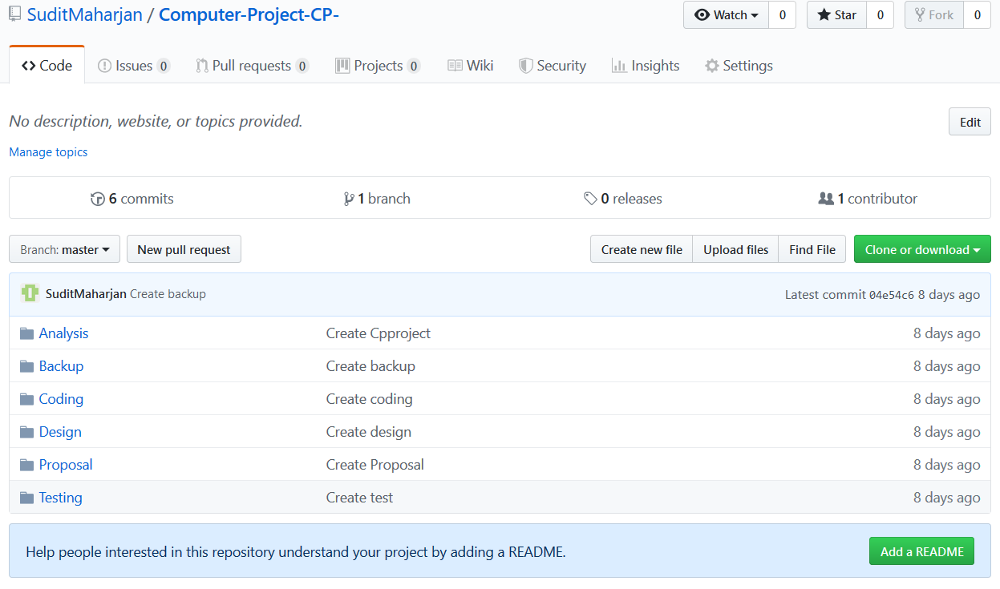 SuditMaharjan / Computer-Project-CP-
Watch 0 Star 0 Fork 0
Code Issues 0 Pull requests 0 Projects 0 Wiki Security Insights Settings
No description, website, or topics provided. Edit
Manage topics
6 commits 1 branch 0 releases 1 contributor
Branch: master New pull request Create new file Upload files Find File Clone or download
SuditMaharjan Create backup Latest commit 04e54c6 8 days ago
Analysis Create Cpproject 8 days ago
Backup Create backup 8 days ago
Coding Create coding 8 days ago
Design Create design 8 days ago
Proposal Create Proposal 8 days ago
Testing Create test 8 days ago
Help people interested in this repository understand your project by adding a README. Add a README